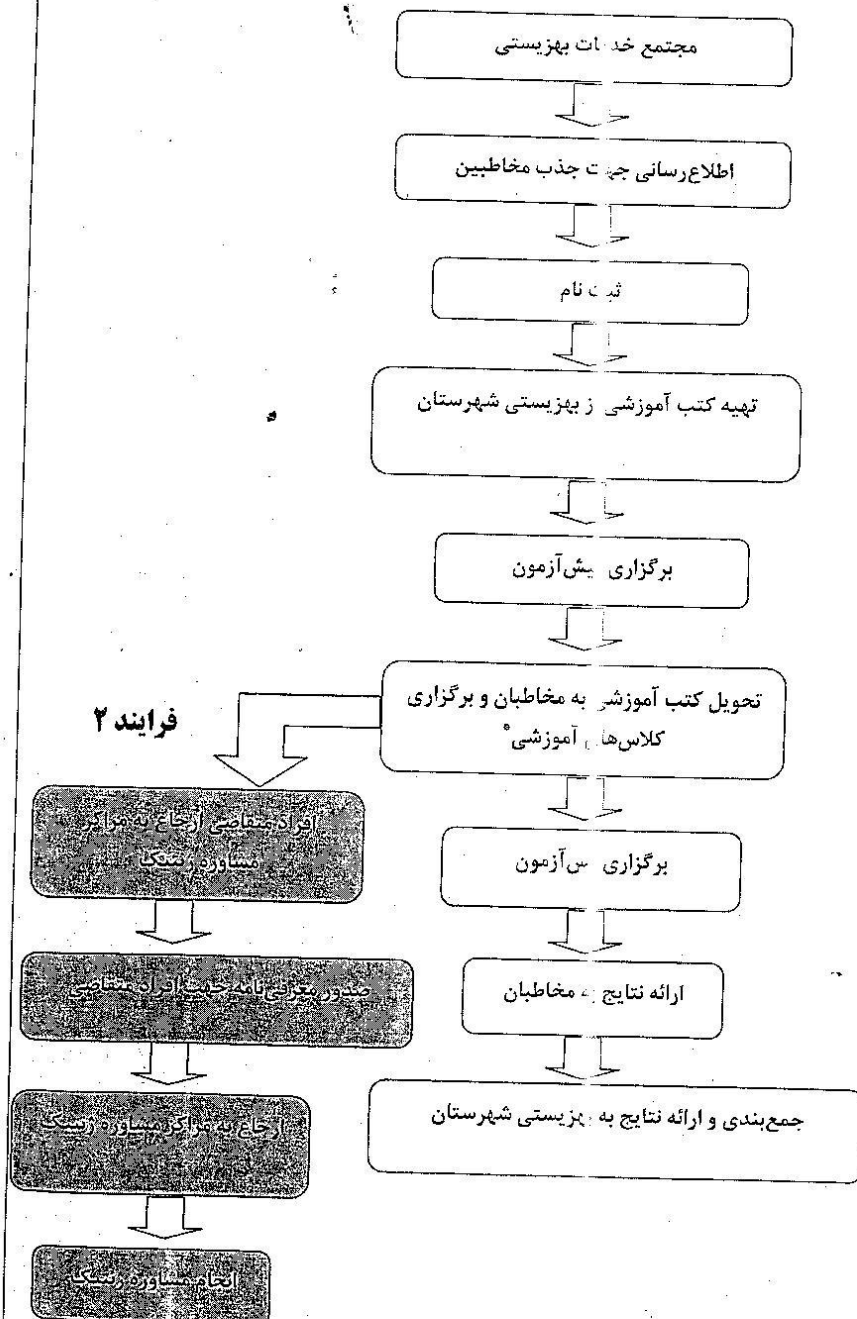 مجتمع خدمات بهزیستی
اطلاع‌رسانی جهت جذب مخاطبین
ثبت نام
تهیه کتب آموزشی از بهزیستی شهرستان
برگزاری پیش‌آزمون
تحویل کتب آموزشی به مخاطبان و برگزاری
کلاس‌های آموزشی°
برگزاری پس‌آزمون
ارائه نتایج به مخاطبان
جمع‌بندی و ارائه نتایج به بهزیستی شهرستان
فرایند ۲
افراد متقاضی ارجاع به مراکز
مشاوره ژنتیک
صدور معرفی‌نامه جهت افراد متقاضی
ارجاع به مراکز مشاوره ژنتیک
انجام مشاوره ژنتیک